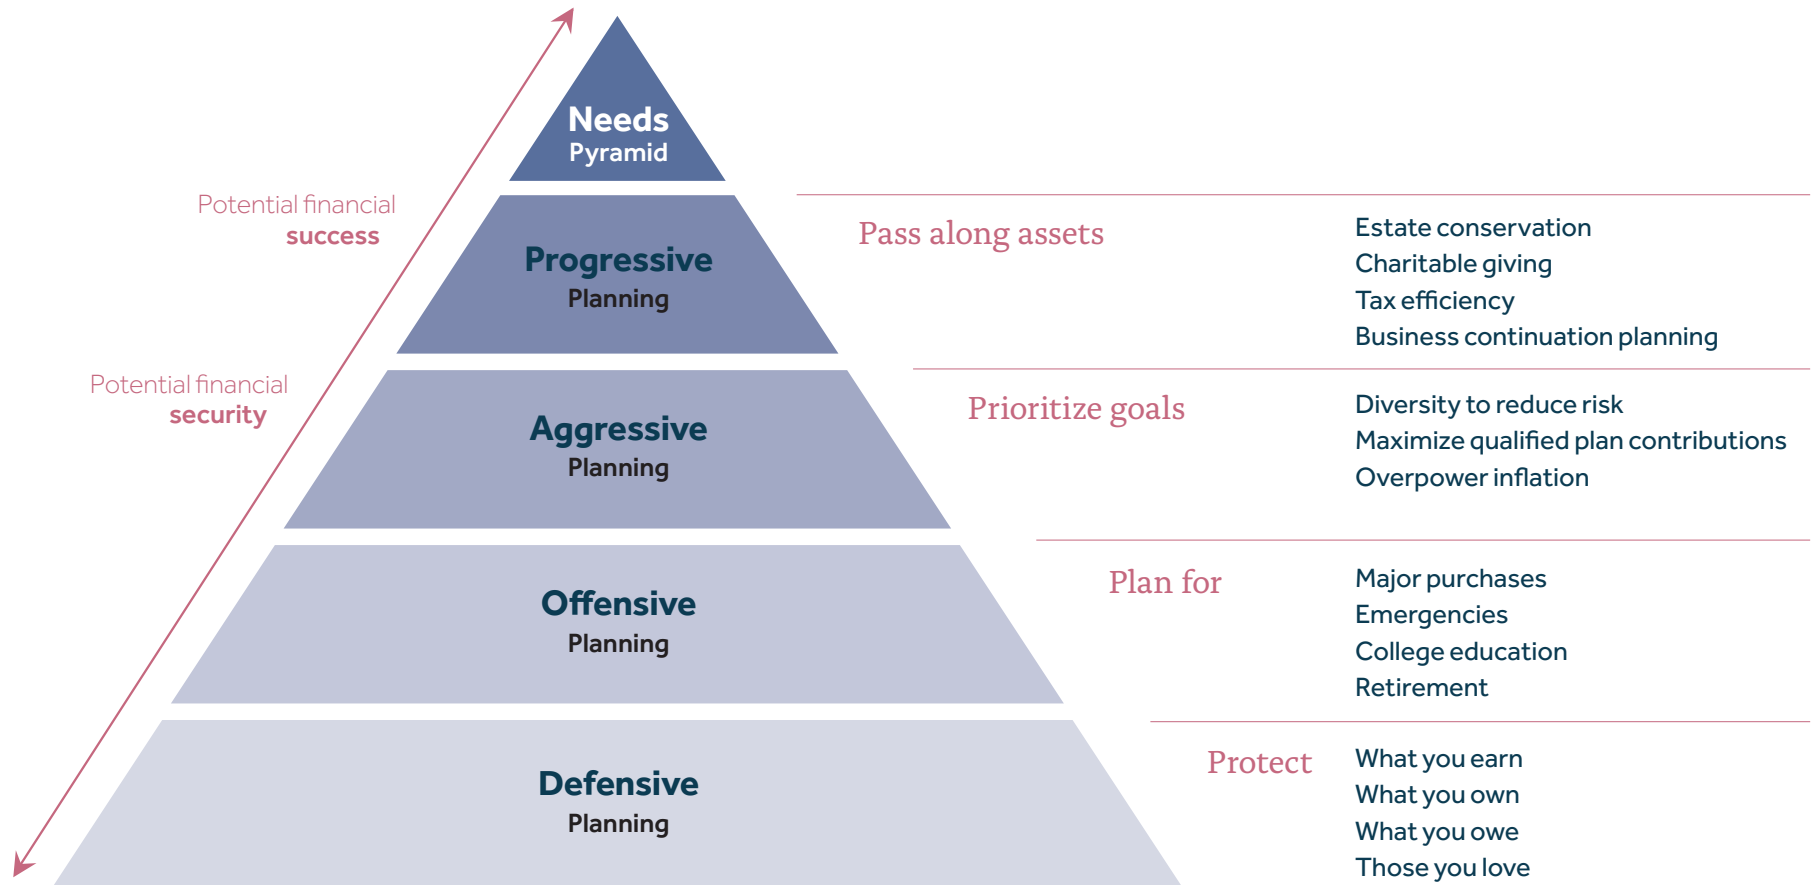 Needs
Pyramid
Potential financial
success
Progressive
Planning
Pass along assets
Estate conservation
Charitable giving
Tax efficiency
Business continuation planning
Potential financial
security
Aggressive
Planning
Prioritize goals
Diversity to reduce risk
Maximize qualified plan contributions
Overpower inflation
Offensive
Planning
Plan for
Major purchases
Emergencies
College education
Retirement
Defensive
Planning
Protect
What you earn
What you own
What you owe
Those you love